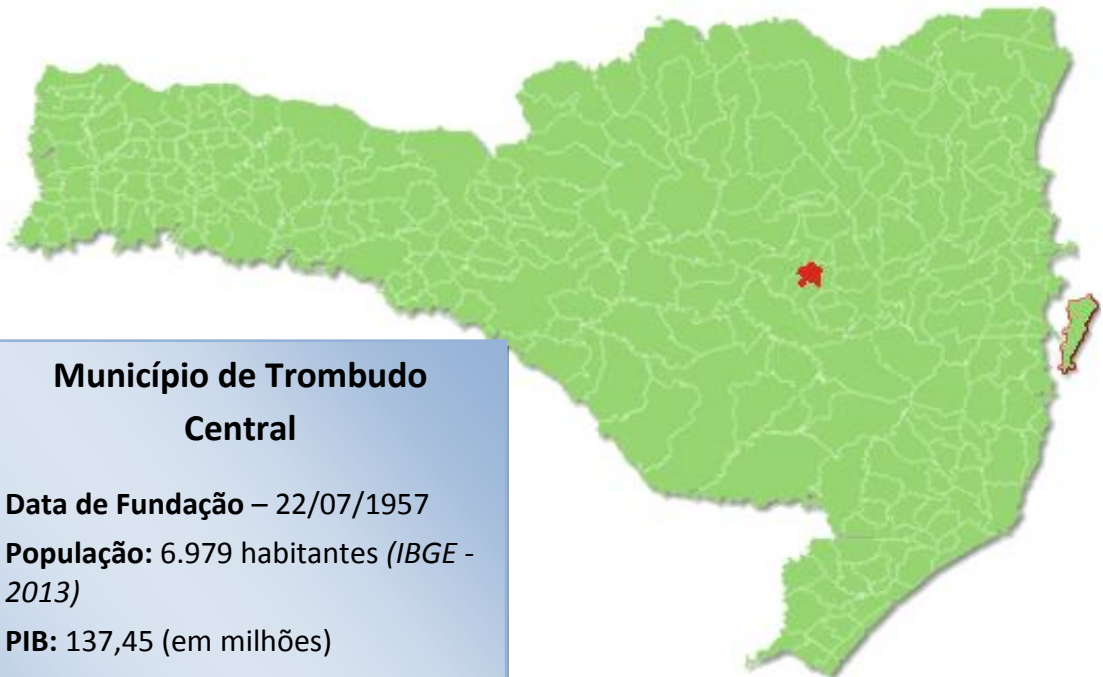 Município de Trombudo
Central
Data de Fundação – 22/07/1957
População: 6.979 habitantes (IBGE -
2013)
PIB: 137,45 (em milhões)